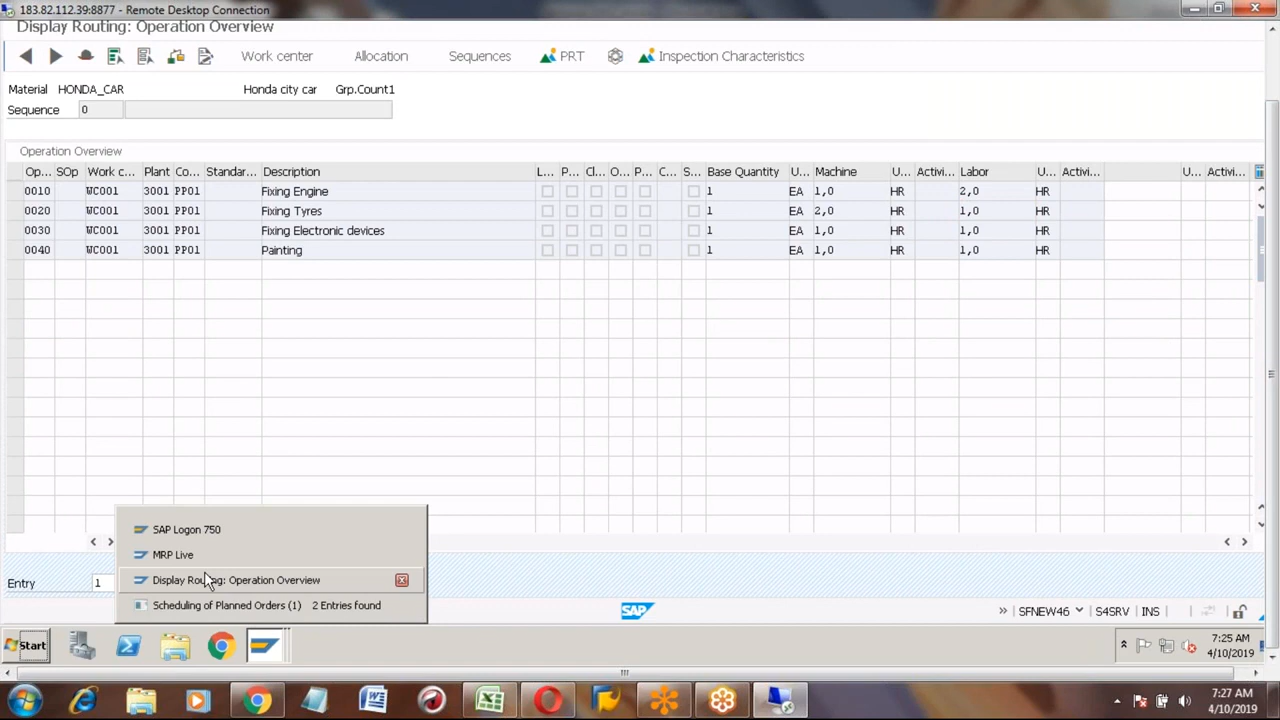 183.82.112.39:8877 - Remote Desktop Connection
Display Routing: Operation Overview
Work center Allocation Sequences PRT Inspection Characteristics
Material HONDA_CAR Honda city car Grp.Count1
Sequence 0
Operation Overview
Op... SOp Work c... Plant Co... Standar... Description L... P... Cl... O... P... C... S... Base Quantity U... Machine U... Activi... Labor U... Activi... U... Activi...
0010 WC001 3001 PP01 Fixing Engine 1 EA 1,0 HR 2,0 HR
0020 WC001 3001 PP01 Fixing Tyres 1 EA 2,0 HR 1,0 HR
0030 WC001 3001 PP01 Fixing Electronic devices 1 EA 1,0 HR 1,0 HR
0040 WC001 3001 PP01 Painting 1 EA 1,0 HR 1,0 HR
SAP Logon 750
MRP Live
Display Routing: Operation Overview
Scheduling of Planned Orders (1) 2 Entries found
Entry 1
SAP
SFNEW46 S4SRV INS
Start
7:25 AM
4/10/2019
7:27 AM
4/10/2019